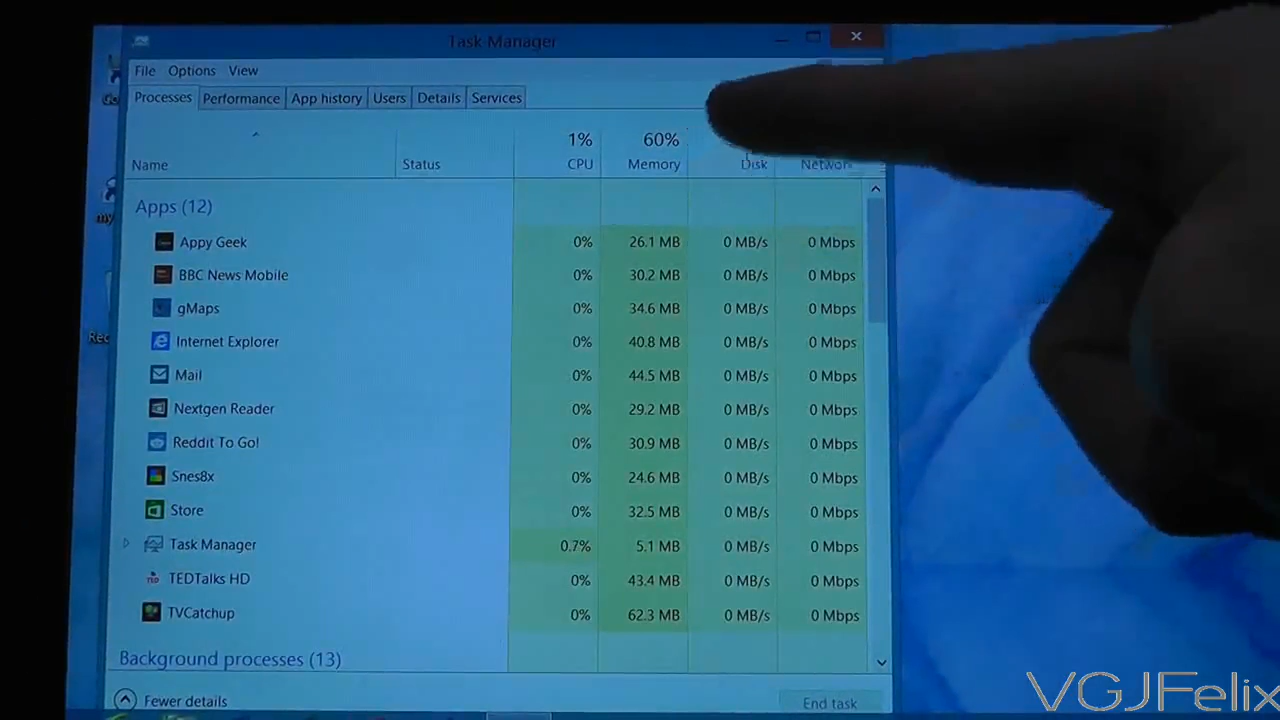 Task Manager
File Options View
Processes Performance App history Users Details Services
1% 60%
Name Status CPU Memory Disk Network
Apps (12)
Appy Geek 0% 26.1 MB 0 MB/s 0 Mbps
BBC News Mobile 0% 30.2 MB 0 MB/s 0 Mbps
gMaps 0% 34.6 MB 0 MB/s 0 Mbps
Internet Explorer 0% 40.8 MB 0 MB/s 0 Mbps
Mail 0% 44.5 MB 0 MB/s 0 Mbps
Nextgen Reader 0% 29.2 MB 0 MB/s 0 Mbps
Reddit To Go! 0% 30.9 MB 0 MB/s 0 Mbps
Snes8x 0% 24.6 MB 0 MB/s 0 Mbps
Store 0% 32.5 MB 0 MB/s 0 Mbps
Task Manager 0.7% 5.1 MB 0 MB/s 0 Mbps
TEDTalks HD 0% 43.4 MB 0 MB/s 0 Mbps
TVCatchup 0% 62.3 MB 0 MB/s 0 Mbps
Background processes (13)
Fewer details End task
VGJFelix